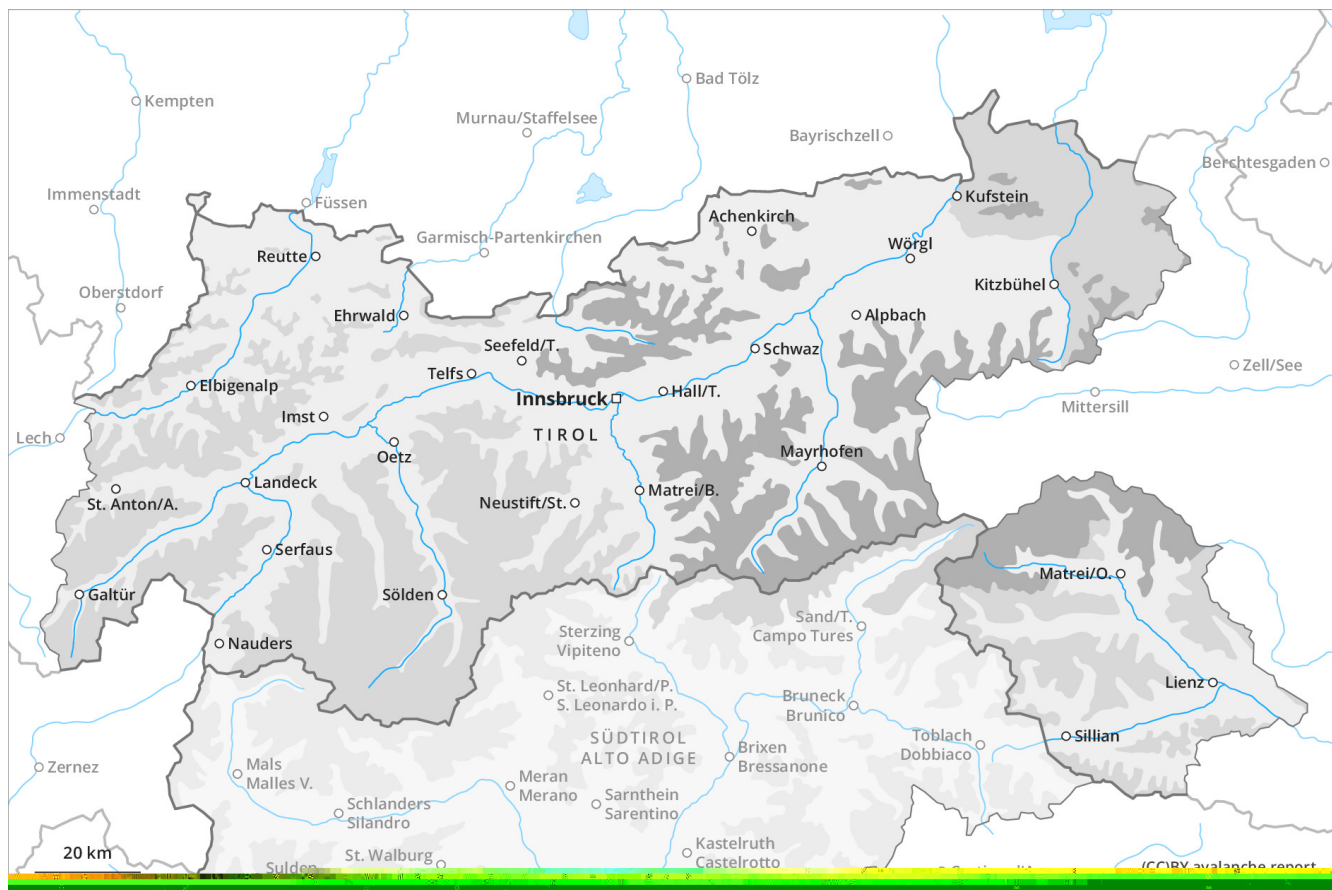 Bad Tölz
Kempten
Murnau/Staffelsee
Bayrischzell
Berchtesgaden
Immenstadt
Füssen
Kufstein
Achenkirch
Garmisch-Partenkirchen
Wörgl
Reutte
Oberstdorf
Kitzbühel
Ehrwald
Alpbach
Seefeld/T.
Schwaz
Zell/See
Telfs
Elbigenalp
Innsbruck
Hall/T.
Mittersill
Imst
Lech
TIROL
Oetz
Mayrhofen
Landeck
Matrei/B.
St. Anton/A.
Neustift/St.
Serfaus
Matrei/O.
Galtür
Sölden
Sand/T.
Campo Tures
Sterzing
Vipiteno
Nauders
Lienz
St. Leonhard/P.
S. Leonardo i. P.
Bruneck
Brunico
Toblach
Dobbiaco
Sillian
SÜDTIROL
ALTO ADIGE
Brixen
Bressanone
Zernez
Mals
Malles V.
Meran
Merano
Schlanders
Silandro
Sarnthein
Sarentino
Kastelruth
Castelrotto
20 km
St. Walburg
Sulden
(CC)BY avalanche.report